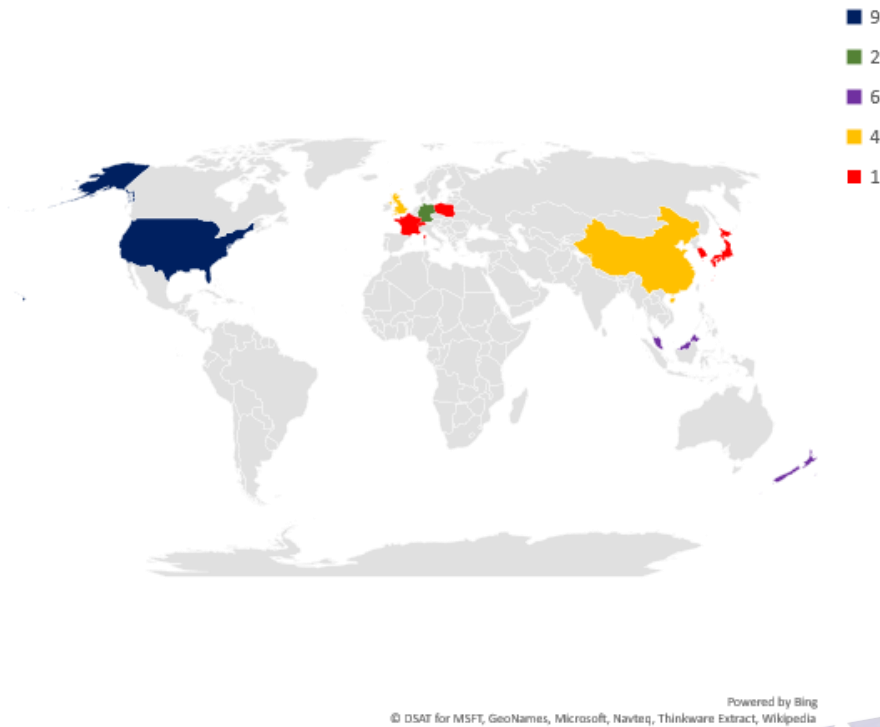 9
2
6
4
1
Powered by Bing
© DSAT for MSFT, GeoNames, Microsoft, Navteq, Thinkware Extract, Wikipedia